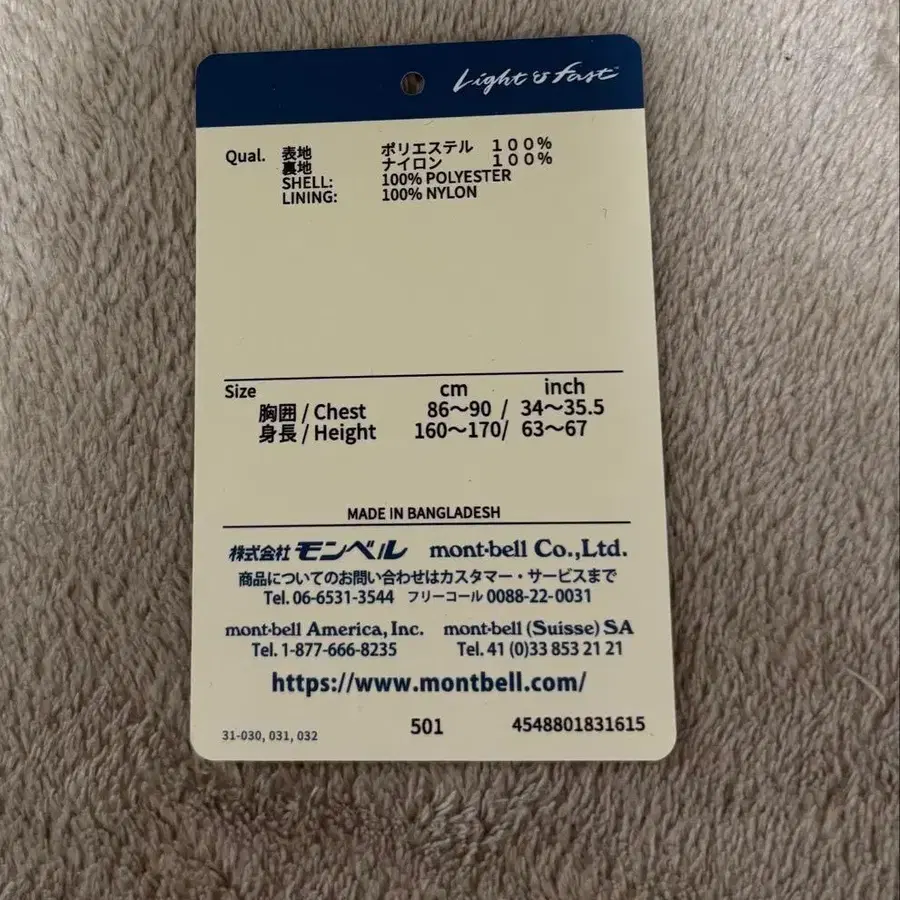 Light & Fast™
Qual. 表地 ポリエステル 100%
裏地 ナイロン 100%
SHELL: 100% POLYESTER
LINING: 100% NYLON
Size cm inch
胸囲 / Chest 86～90 / 34～35.5
身長 / Height 160～170/ 63～67
MADE IN BANGLADESH
株式会社 モンベル mont-bell Co.,Ltd.
商品についてのお問い合わせはカスタマー・サービスまで
Tel. 06-6531-3544 フリーコール 0088-22-0031
mont-bell America, Inc. mont-bell (Suisse) SA
Tel. 1-877-666-8235 Tel. 41 (0)33 853 21 21
https://www.montbell.com/
31-030, 031, 032 501 4548801831615